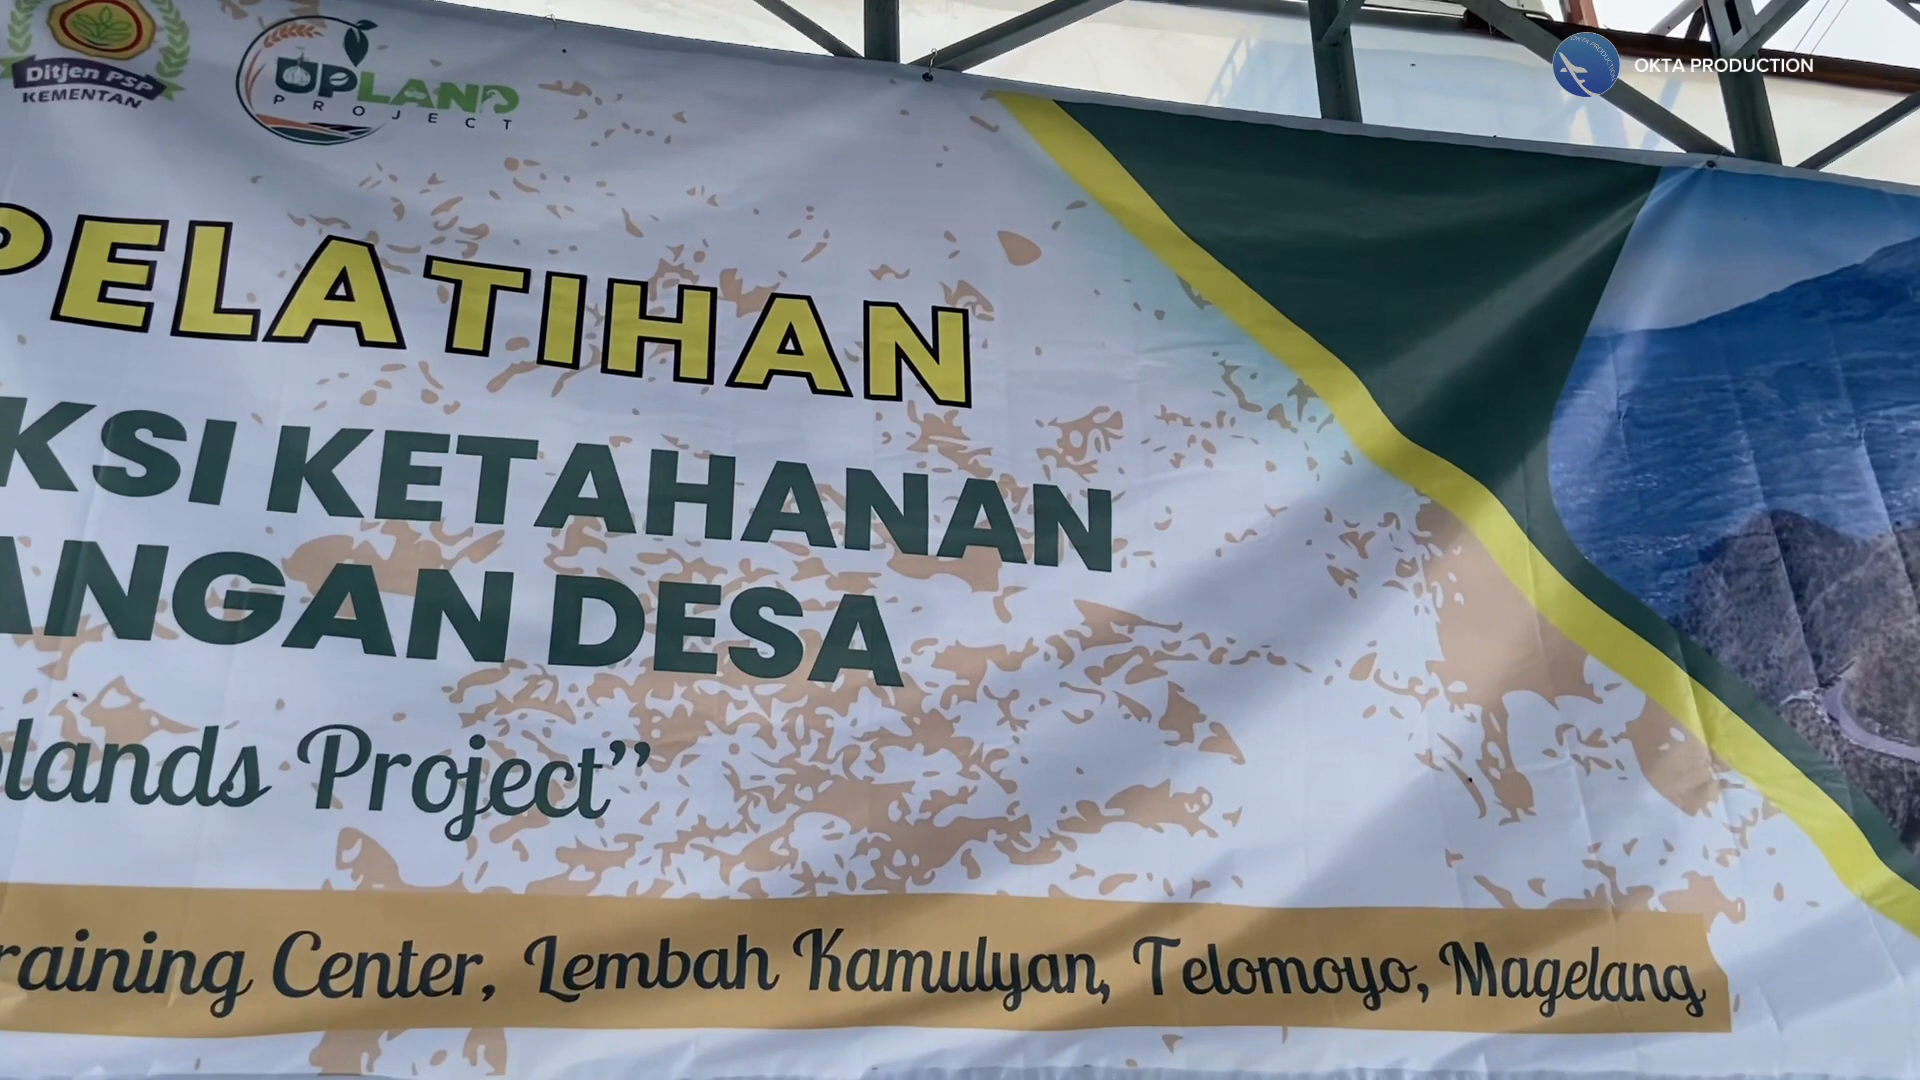 OKTA PRODUCTION
Ditjen PSP
KEMENTAN
UPLAND
PROJECT
PELATIHAN
KSI KETAHANAN
ANGAN DESA
plands Project”
raining Center, Lembah Kamulyan, Telomoyo, Magelang